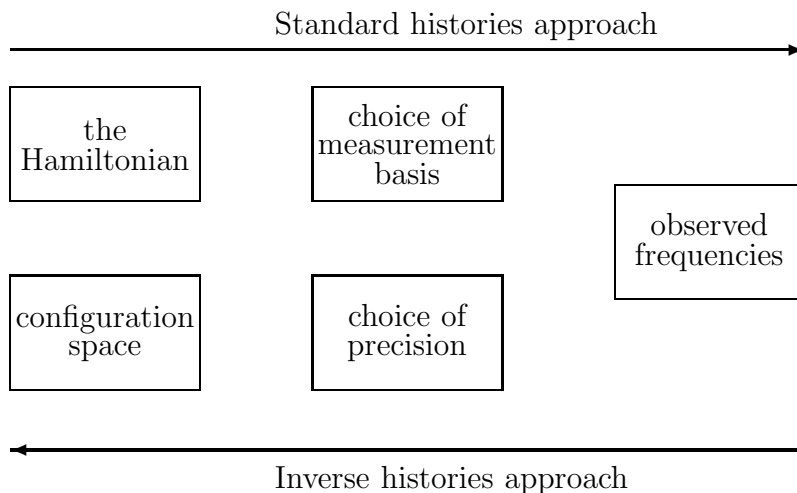 Standard histories approach
the
Hamiltonian
choice of
measurement
basis
observed
frequencies
configuration
space
choice of
precision
Inverse histories approach